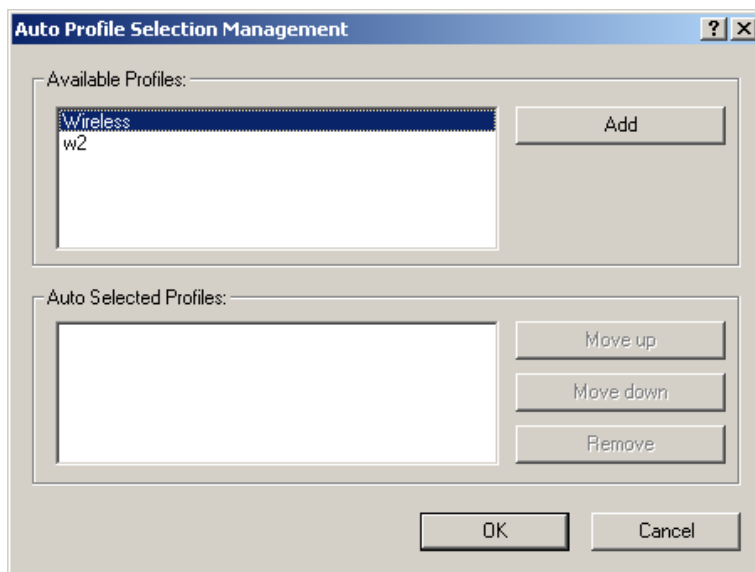 Auto Profile Selection Management
Available Profiles:
Wireless
w2
Add
Auto Selected Profiles:
Move up
Move down
Remove
OK
Cancel